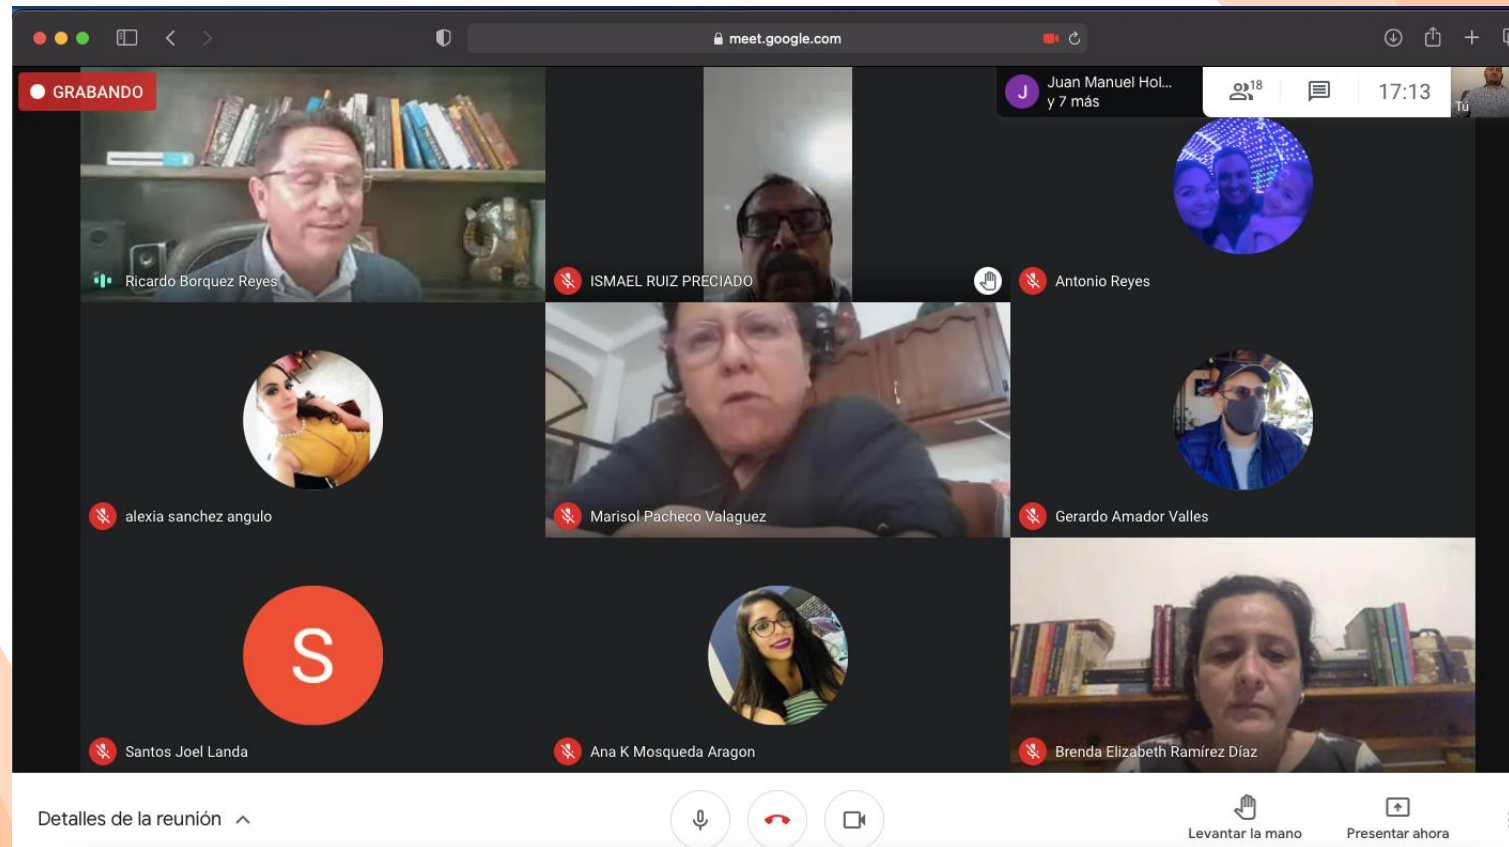 meet.google.com
GRABANDO
J
Juan Manuel Hol...
y 7 más
18
17:13
Tú
Ricardo Borquez Reyes
ISMAEL RUIZ PRECIADO
Antonio Reyes
alexia sanchez angulo
Marisol Pacheco Valaguez
Gerardo Amador Valles
S
Santos Joel Landa
Ana K Mosqueda Aragon
Brenda Elizabeth Ramírez Díaz
Detalles de la reunión
Levantar la mano
Presentar ahora